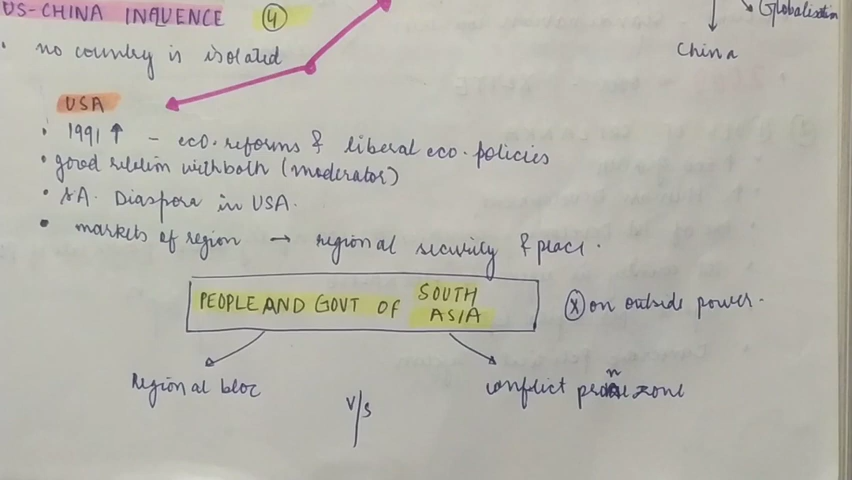 US-CHINA INFLUENCE ④
Globalisation
China
• no country is isolated
USA
• 1991 ↑ - eco. reforms & liberal eco. policies
• good relation with both (moderator)
• SA. Diaspora in USA.
• markets of region → regional security & peace.
PEOPLE AND GOVT OF SOUTH ASIA
ⓧ on outside power.
Regional bloc
V/S
conflict prone zone